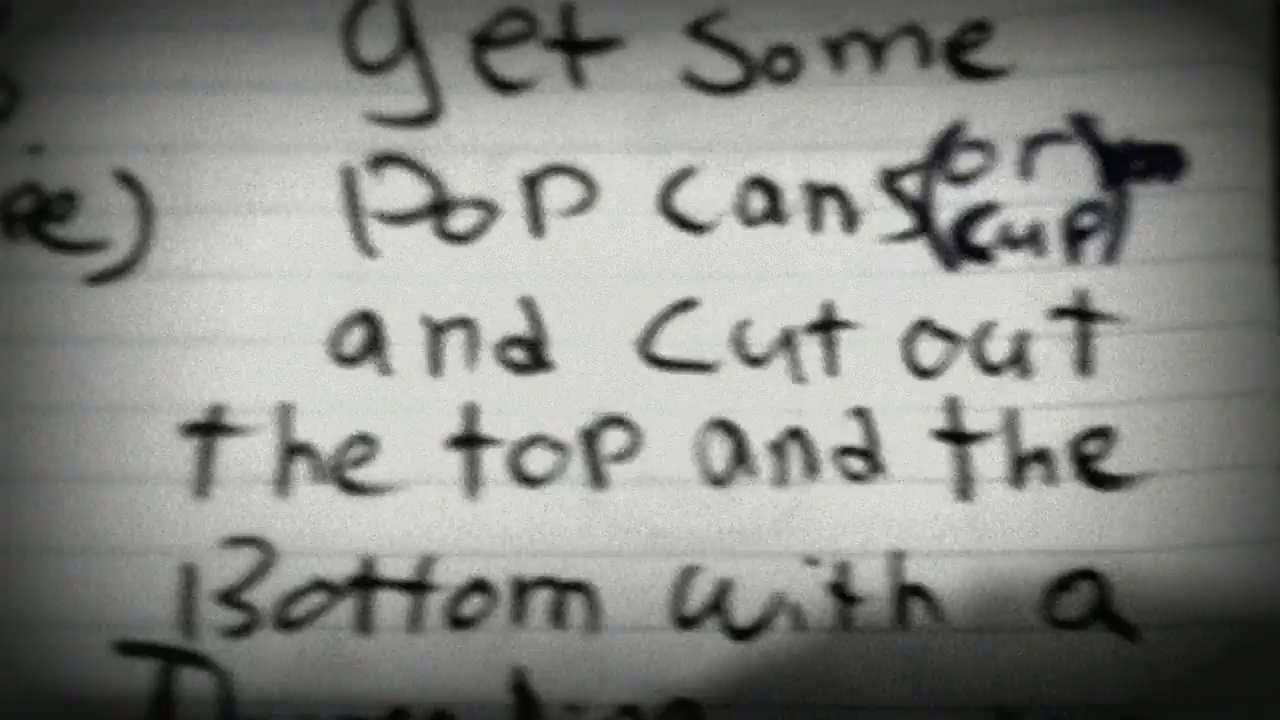 get some
Pop cans (or cup)
and cut out
the top and the
Bottom with a